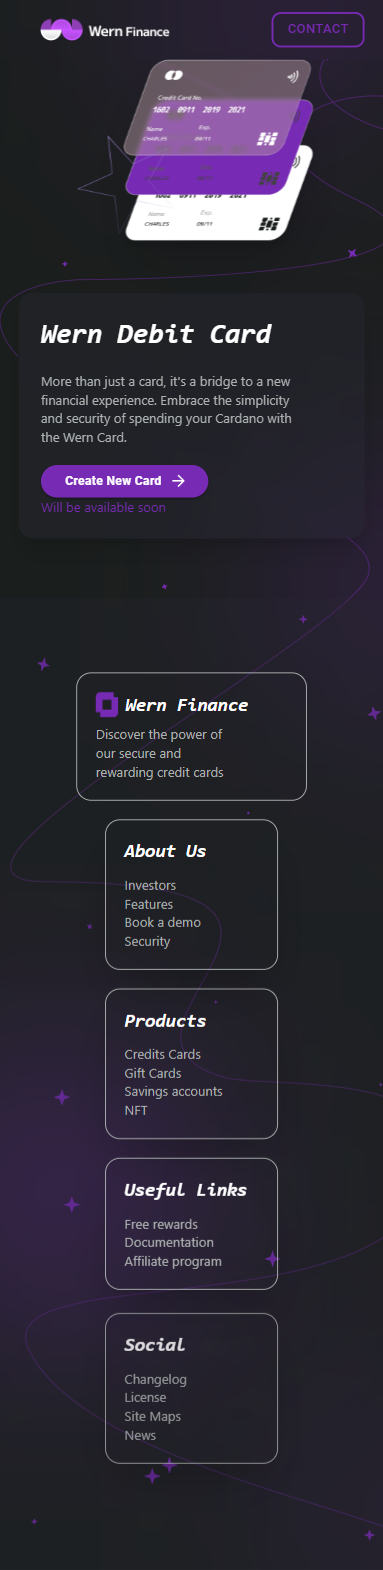 Wern Finance
CONTACT
Credit Card No.
1602 0911 2019 2021
Name Exp.
CHARLES 09/11
Name Exp.
1602 0911 2019 2021
Name Exp.
CHARLES 09/11
Wern Debit Card
More than just a card, it's a bridge to a new
financial experience. Embrace the simplicity
and security of spending your Cardano with
the Wern Card.
Create New Card
Will be available soon
Wern Finance
Discover the power of
our secure and
rewarding credit cards
About Us
Investors
Features
Book a demo
Security
Products
Credits Cards
Gift Cards
Savings accounts
NFT
Useful Links
Free rewards
Documentation
Affiliate program
Social
Changelog
License
Site Maps
News